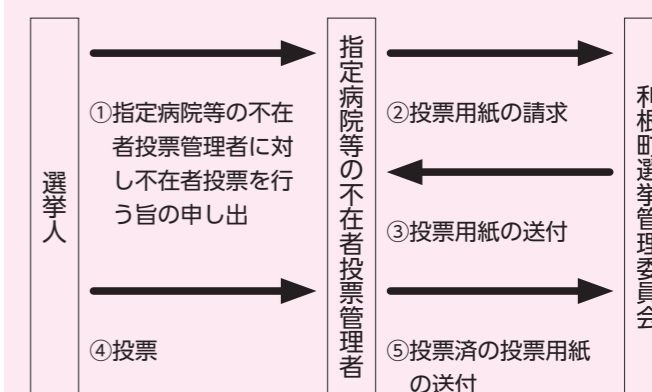 選挙人
①指定病院等の不在
者投票管理者に対
し不在者投票を行
う旨の申し出
④投票
指定病院等の不在者投票管理者
②投票用紙の請求
③投票用紙の送付
⑤投票済の投票用紙
の送付
利根町選挙管理委員会